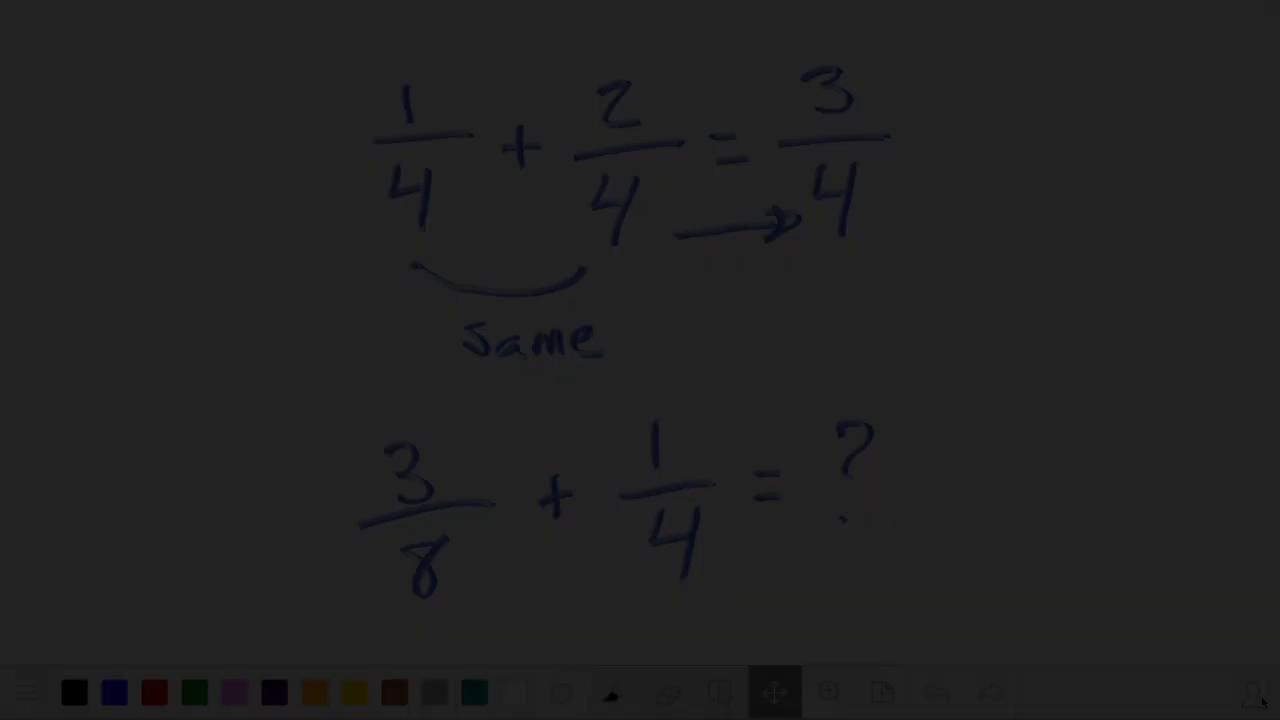 1/4 + 2/4 = 3/4
same
3/8 + 1/4 = ?